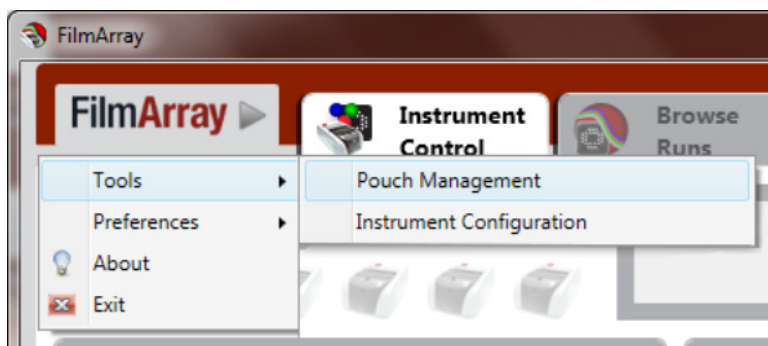 FilmArray
FilmArray
Instrument
Control
Browse
Runs
Tools
Preferences
About
Exit
Pouch Management
Instrument Configuration